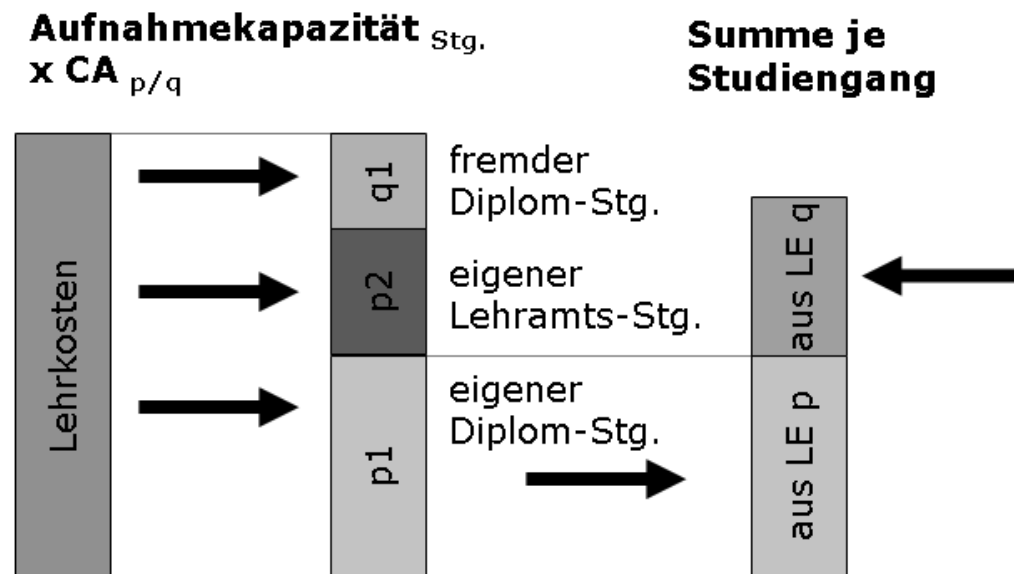 Aufnahmekapazität Stg.
x CA p/q
Summe je
Studiengang
Lehrkosten
q1
fremder
Diplom-Stg.
p2
eigener
Lehramts-Stg.
p1
eigener
Diplom-Stg.
aus LE q
aus LE p